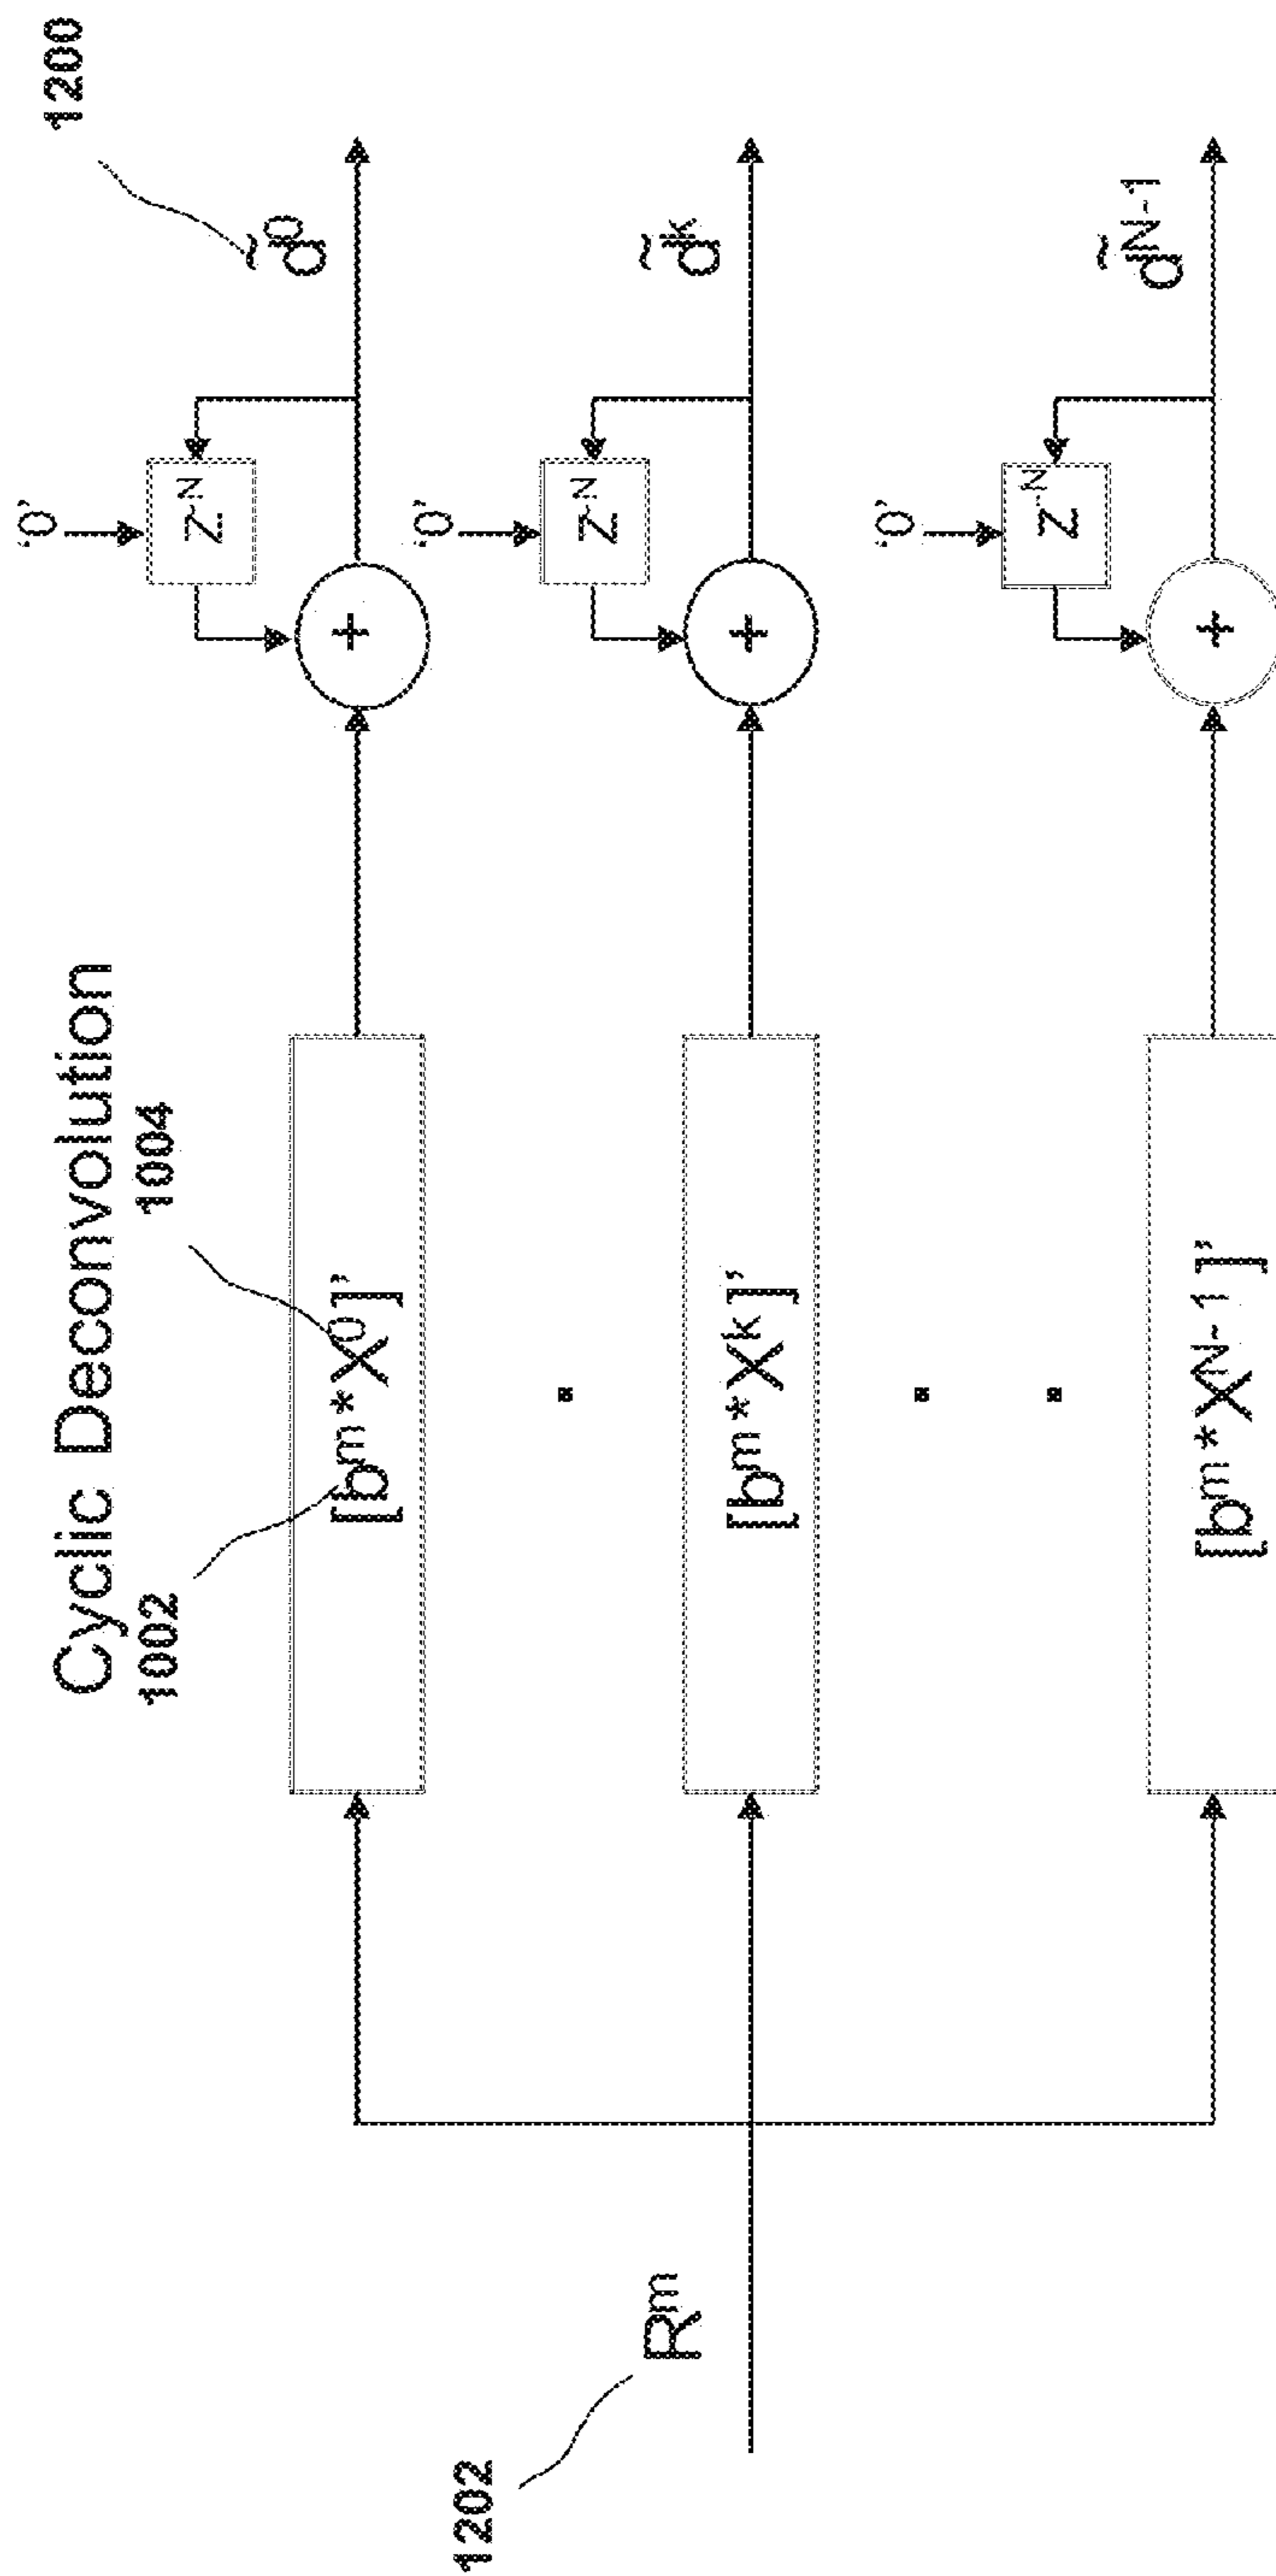 Cyclic Deconvolution
1002
1004
1200
[b^m * X^0]'
'0'
Z^-N
+
d̃^0
1202
R^m
[b^m * X^k]'
'0'
Z^-N
+
d̃^k
[b^m * X^N-1]'
'0'
Z^-N
+
d̃^N-1